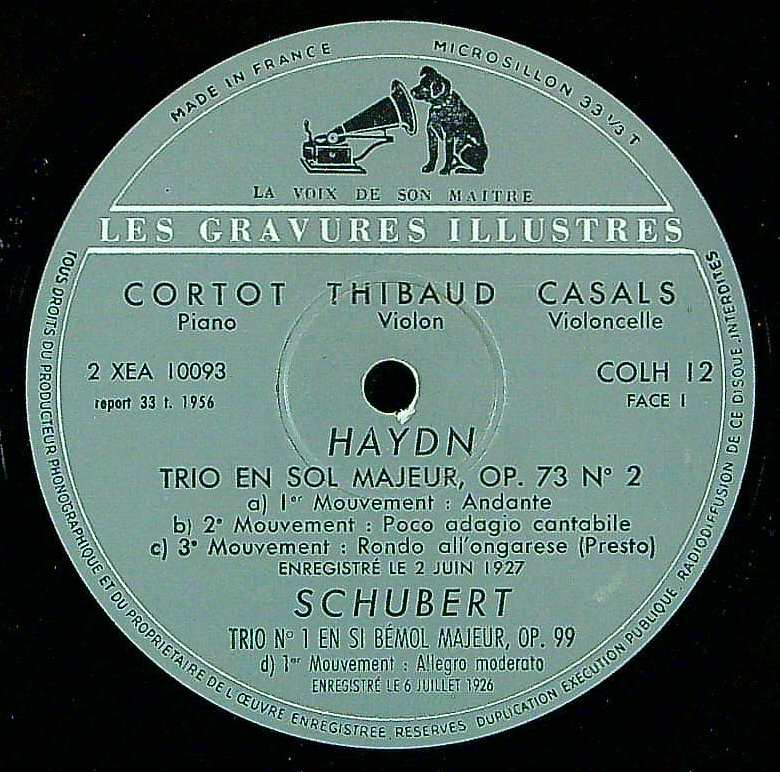 MADE IN FRANCE
MICROSILLON 33 1/3 T
LA VOIX DE SON MAITRE
LES GRAVURES ILLUSTRES
CORTOT THIBAUD CASALS
Piano Violon Violoncelle
2 XEA 10093 COLH 12
report 33 t. 1956 FACE 1
HAYDN
TRIO EN SOL MAJEUR, OP. 73 N° 2
a) 1er Mouvement : Andante
b) 2e Mouvement : Poco adagio cantabile
c) 3e Mouvement : Rondo all'ongarese (Presto)
ENREGISTRÉ LE 2 JUIN 1927
SCHUBERT
TRIO N° 1 EN SI BÉMOL MAJEUR, OP. 99
d) 1er Mouvement : Allegro moderato
ENREGISTRÉ LE 6 JUILLET 1926
TOUS DROITS DU PRODUCTEUR PHONOGRAPHIQUE ET DU PROPRIETAIRE DE L'ŒUVRE ENREGISTREE, RESERVES DUPLICATION EXÉCUTION PUBLIQUE, RADIODIFFUSION DE CE DISQUE INTERDITES